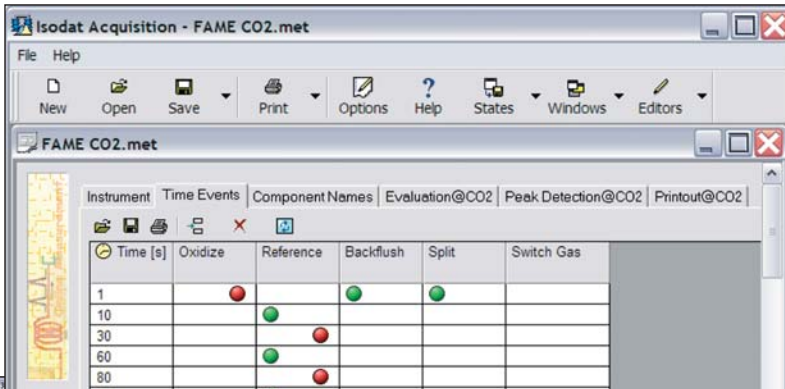 Isodat Acquisition - FAME CO2.met
File Help
New Open Save Print Options Help States Windows Editors
FAME CO2.met
Instrument Time Events Component Names Evaluation@CO2 Peak Detection@CO2 Printout@CO2
Time [s] Oxidize Reference Backflush Split Switch Gas
1
10
30
60
80